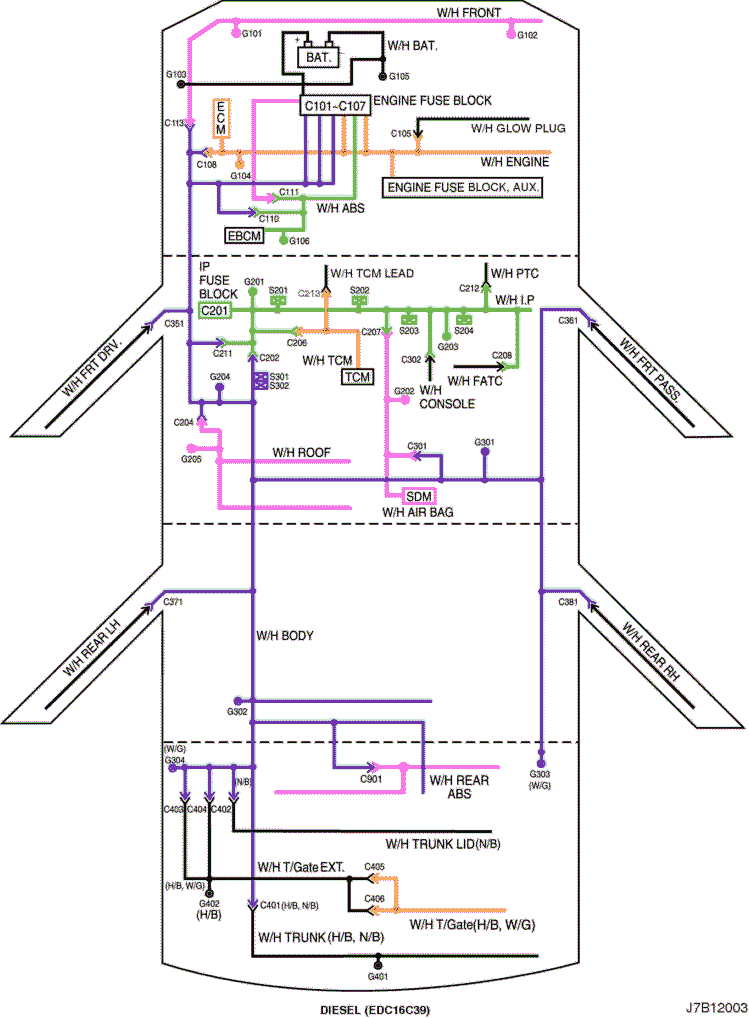 W/H FRONT
G101
G102
+
-
BAT.
W/H BAT.
G103
G105
C101~C107
ENGINE FUSE BLOCK
ECM
C113
C105
W/H GLOW PLUG
C108
G104
W/H ENGINE
ENGINE FUSE BLOCK, AUX.
C111
W/H ABS
C110
EBCM
G106
IP
FUSE
BLOCK
C201
G201
S201
C213
W/H TCM LEAD
S202
C212
W/H PTC
W/H I.P
C351
C361
C211
C202
C206
C207
S203
G203
S204
W/H FRT DRV.
W/H FRT PASS.
W/H TCM
TCM
C302
C208
W/H FATC
W/H
CONSOLE
G204
S301
S302
G202
C204
G205
W/H ROOF
C301
G301
SDM
W/H AIR BAG
C371
C381
W/H REAR LH
W/H REAR RH
W/H BODY
G302
(W/G)
G304
(N/B)
C901
W/H REAR
ABS
G303
(W/G)
C403
C404
C402
W/H TRUNK LID(N/B)
W/H T/Gate EXT.
C405
(H/B, W/G)
G402
(H/B)
C401(H/B, N/B)
C406
W/H T/Gate(H/B, W/G)
W/H TRUNK (H/B, N/B)
G401
DIESEL (EDC16C39)
J7B12003